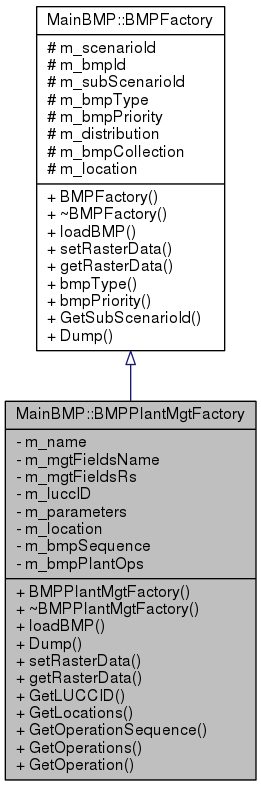 MainBMP::BMPFactory
# m_scenarioId
# m_bmpId
# m_subScenarioId
# m_bmpType
# m_bmpPriority
# m_distribution
# m_bmpCollection
# m_location
+ BMPFactory()
+ ~BMPFactory()
+ loadBMP()
+ setRasterData()
+ getRasterData()
+ bmpType()
+ bmpPriority()
+ GetSubScenarioId()
+ Dump()
MainBMP::BMPPlantMgtFactory
- m_name
- m_mgtFieldsName
- m_mgtFieldsRs
- m_luccID
- m_parameters
- m_location
- m_bmpSequence
- m_bmpPlantOps
+ BMPPlantMgtFactory()
+ ~BMPPlantMgtFactory()
+ loadBMP()
+ Dump()
+ setRasterData()
+ getRasterData()
+ GetLUCCID()
+ GetLocations()
+ GetOperationSequence()
+ GetOperations()
+ GetOperation()